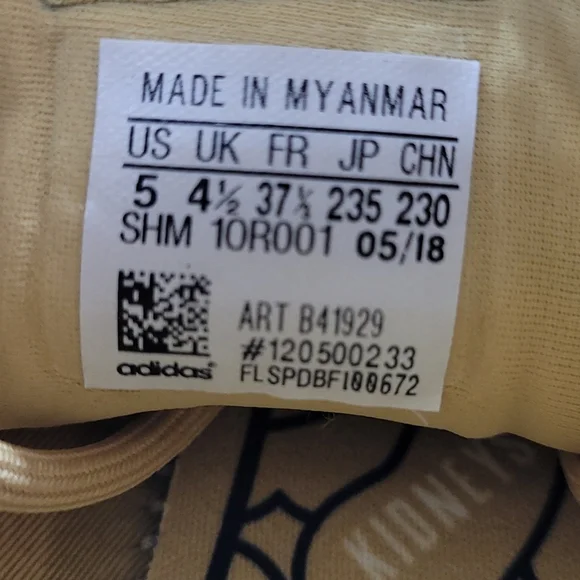 MADE IN MYANMAR
US UK FR JP CHN
5 4½ 37⅓ 235 230
SHM 10R001 05/18
ART B41929
#120500233
adidas
FLSPDBFI00672
KIDNEYS